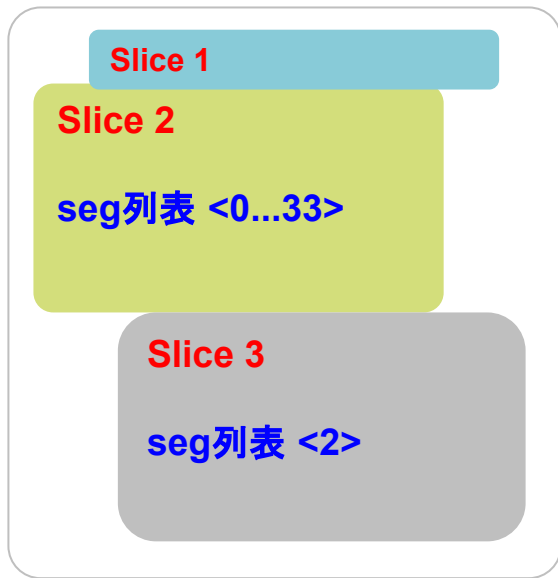 Slice 1
Slice 2
seg列表 <0...33>
Slice 3
seg列表 <2>